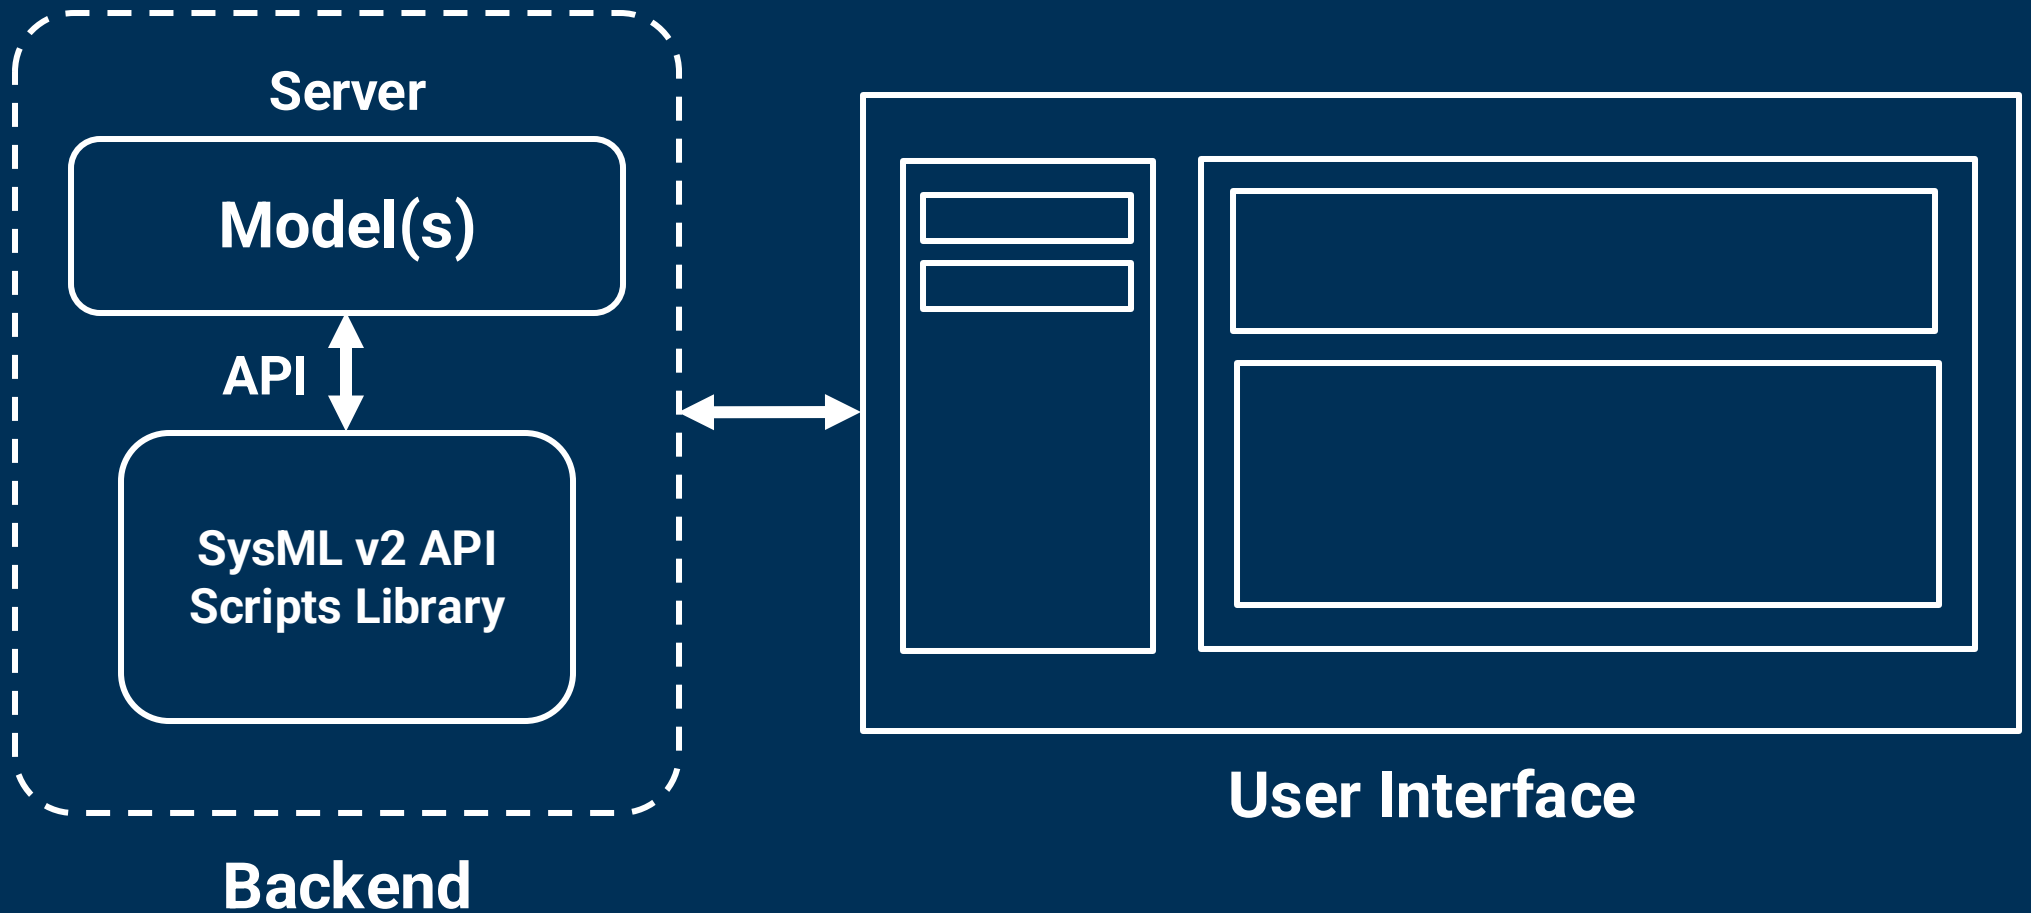 Server
Model(s)
API
SysML v2 API
Scripts Library
Backend
User Interface